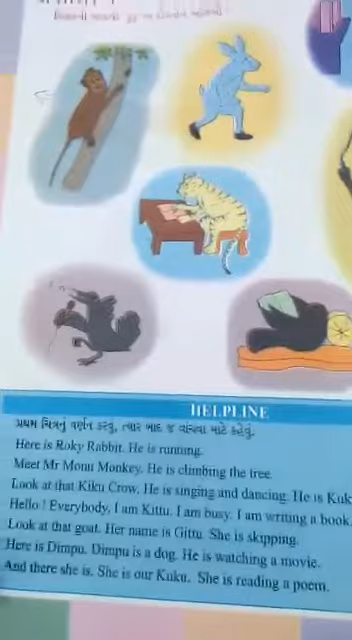 HELPLINE
પ્રથમ ચિત્રનું વર્ણન કરવું, ત્યાર બાદ જ વાંચવા માટે કહેવું.
Here is Roky Rabbit. He is running.
Meet Mr Monu Monkey. He is climbing the tree.
Look at that Kiku Crow. He is singing and dancing. He is Kuk
Hello ! Everybody, I am Kittu. I am busy. I am writing a book.
Look at that goat. Her name is Gittu. She is skipping.
Here is Dimpu. Dimpu is a dog. He is watching a movie.
And there she is. She is our Kuku. She is reading a poem.